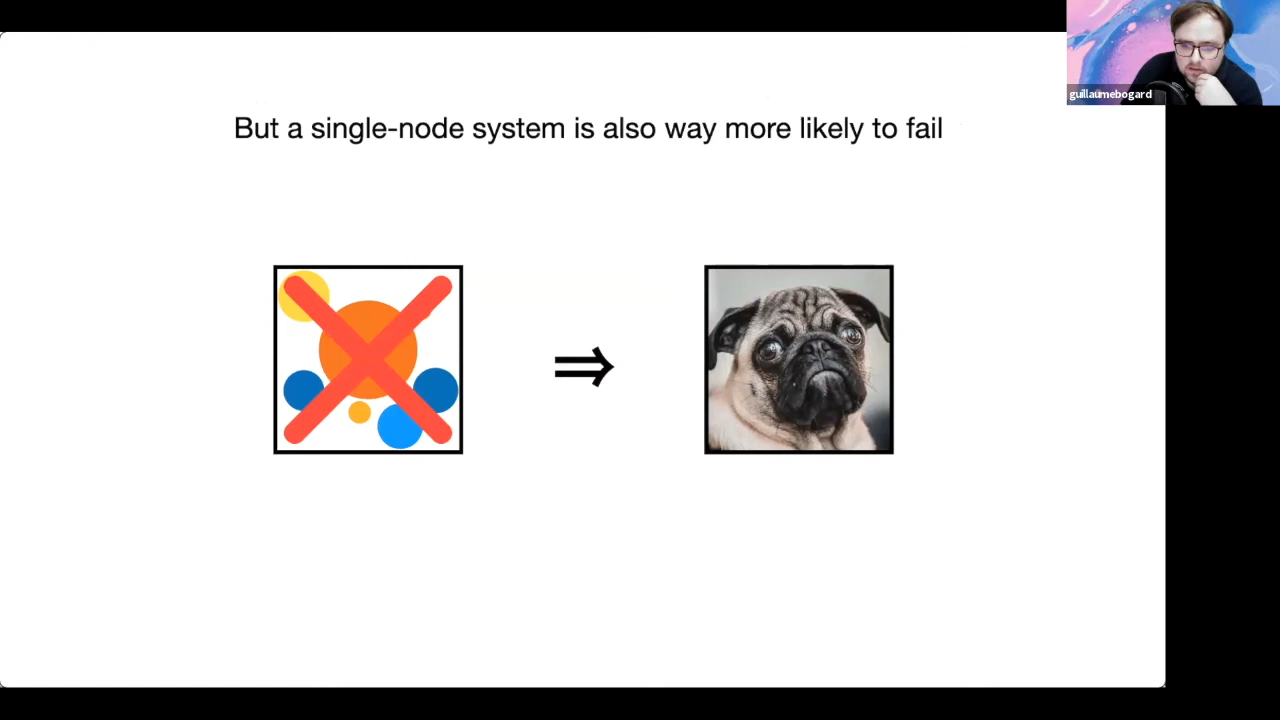 But a single-node system is also way more likely to fail
guillaumebogard